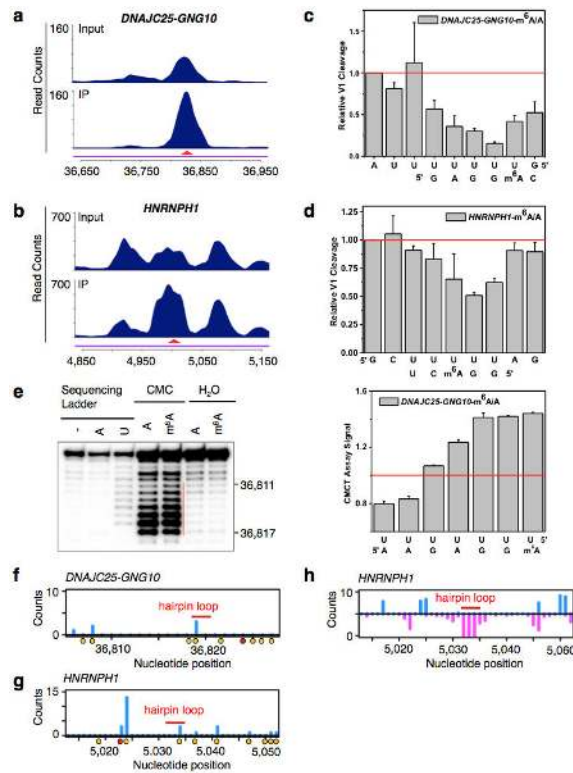 a
DNAJC25-GNG10
160
Input
160
IP
Read Counts
36,650 36,750 36,850 36,950
b
HNRNPH1
700
Input
700
IP
Read Counts
4,850 4,950 5,050 5,150
c
DNAJC25-GNG10-m⁶A/A
Relative V1 Cleavage
1.5
1.0
0.5
0.0
A U U U U U U U G 5'
5' G A G G m⁶A C
d
HNRNPH1-m⁶A/A
Relative V1 Cleavage
1.25
1.00
0.75
0.50
0.25
0.00
5' G C U U U U U A G
U C m⁶A G G 5'
e
Sequencing Ladder
CMC
H₂O
- A U A m⁶A A m⁶A
36,811
36,817
DNAJC25-GNG10-m⁶A/A
CMCT Assay Signal
1.6
1.2
0.8
0.4
U U U U U U U 5'
5' A A G A G G m⁶A
f
DNAJC25-GNG10
Counts
10
0
hairpin loop
36,810 36,820
Nucleotide position
g
HNRNPH1
Counts
15
0
hairpin loop
5,020 5,030 5,040 5,050
Nucleotide position
h
HNRNPH1
Counts
10
0
10
hairpin loop
5,020 5,030 5,040 5,050 5,060
Nucleotide position